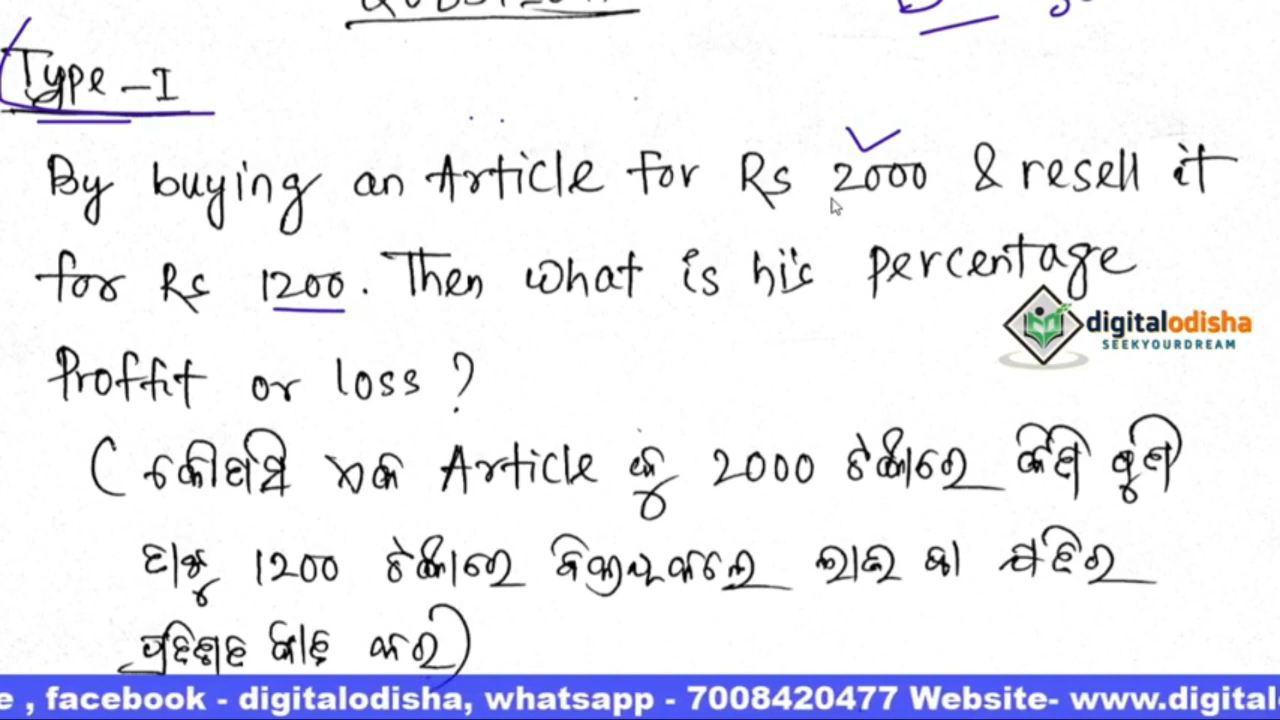 QUESTION
Type -I
By buying an Article for Rs 2000 & resell it
for Rs 1200. Then what is his percentage
Proffit or loss ?
digitalodisha
SEEKYOURDREAM
( କୌଣସି ଏକ Article କୁ 2000 ଟଙ୍କାରେ କିଣି ପୁଣି
ତାକୁ 1200 ଟଙ୍କାରେ ବିକ୍ରୟ କଲେ ଲାଭ ବା କ୍ଷତିର
ପ୍ରତିଶତ କର)
e , facebook - digitalodisha, whatsapp - 7008420477 Website- www.digital